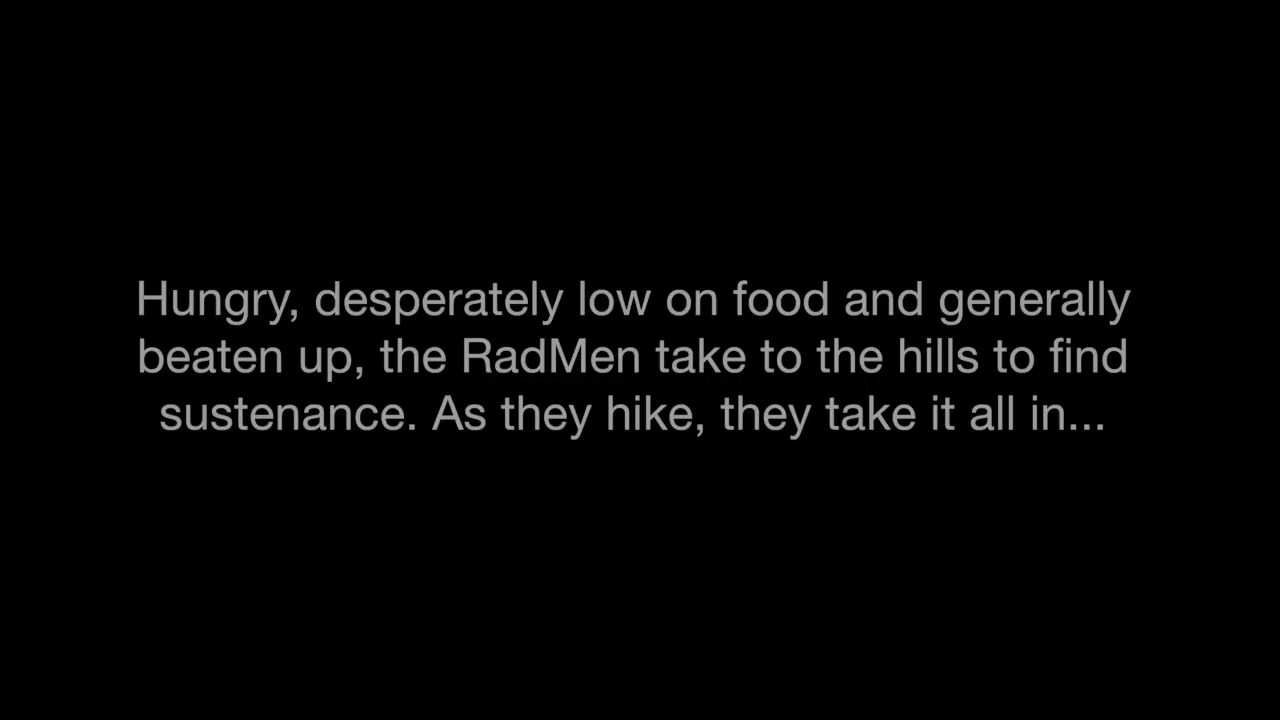 Hungry, desperately low on food and generally
beaten up, the RadMen take to the hills to find
sustenance. As they hike, they take it all in...